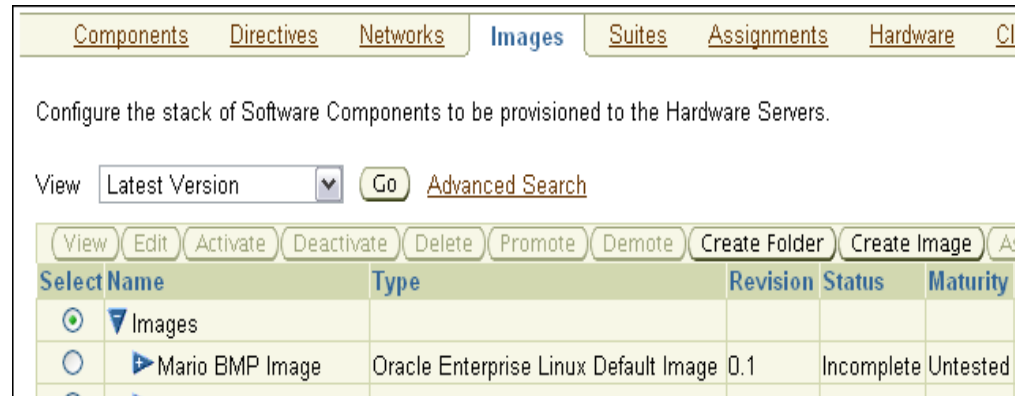 Components Directives Networks Images Suites Assignments Hardware
Configure the stack of Software Components to be provisioned to the Hardware Servers.
View Latest Version Go Advanced Search
View Edit Activate Deactivate Delete Promote Demote Create Folder Create Image
Select Name Type Revision Status Maturity
Images
Mario BMP Image Oracle Enterprise Linux Default Image 0.1 Incomplete Untested